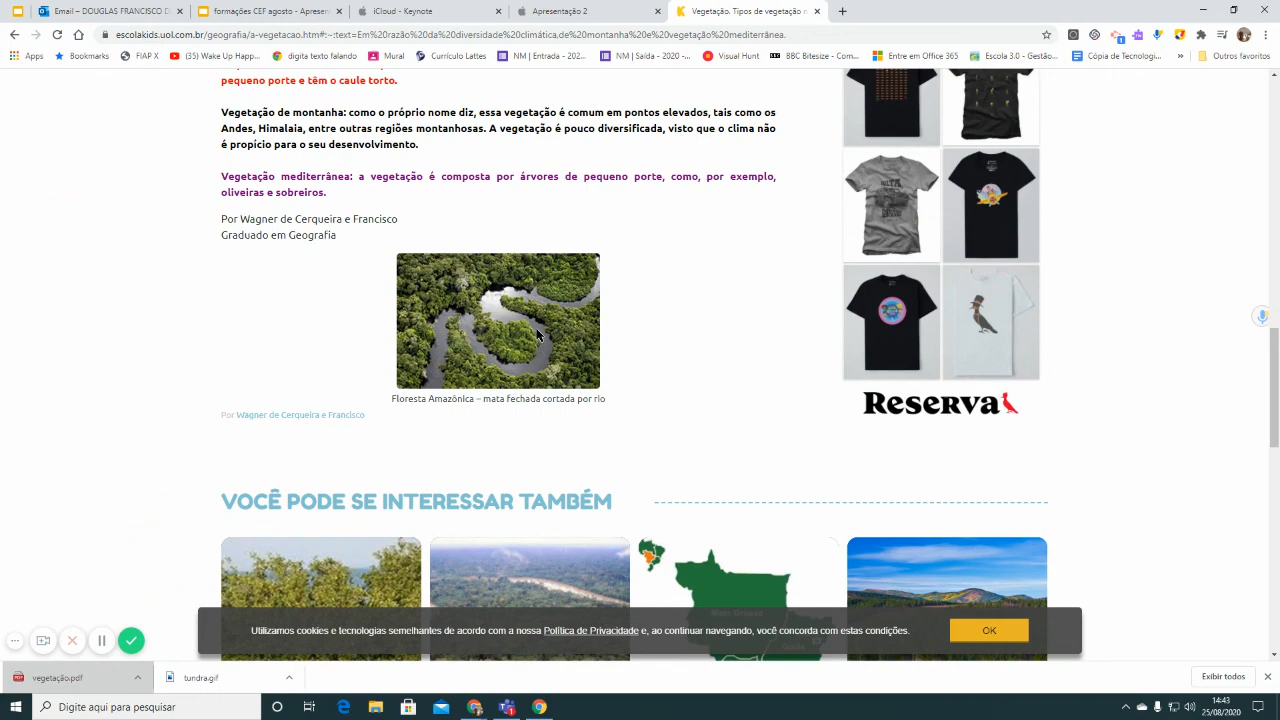 Email – DOUGLAS FRANCISCO D
formações CEF agosto - Apresen
iCloud - Keynote
Apresentação 2
Vegetação. Tipos de vegetação n
escolakids.uol.com.br/geografia/a-vegetacao.htm#:~:text=Em%20razão%20da%20diversidade%20climática,de%20montanha%20e%20vegetação%20mediterrânea.
Apps
Bookmarks
FIAP X
(35) Wake Up Happ
digita texto falando
Mural
Currículo Lattes
NM | Entrada - 202...
NM | Saída - 2020 -...
Visual Hunt
BBC Bitesize - Com...
Entre em Office 365
Escola 3.0 - Gestão...
Cópia de Tecnologi...
»
Outros favoritos
pequeno porte e têm o caule torto.
Vegetação de montanha: como o próprio nome diz, essa vegetação é comum em pontos elevados, tais como os
Andes, Himalaia, entre outras regiões montanhosas. A vegetação é pouco diversificada, visto que o clima não
é propício para o seu desenvolvimento.
Vegetação mediterrânea: a vegetação é composta por árvores de pequeno porte, como, por exemplo,
oliveiras e sobreiros.
Por Wagner de Cerqueira e Francisco
Graduado em Geografia
Floresta Amazônica – mata fechada cortada por rio
Por Wagner de Cerqueira e Francisco
Reserva
VOCÊ PODE SE INTERESSAR TAMBÉM
Utilizamos cookies e tecnologias semelhantes de acordo com a nossa Política de Privacidade e, ao continuar navegando, você concorda com estas condições.
OK
vegetação.pdf
tundra.gif
Exibir todos
Digite aqui para pesquisar
14:43
25/08/2020